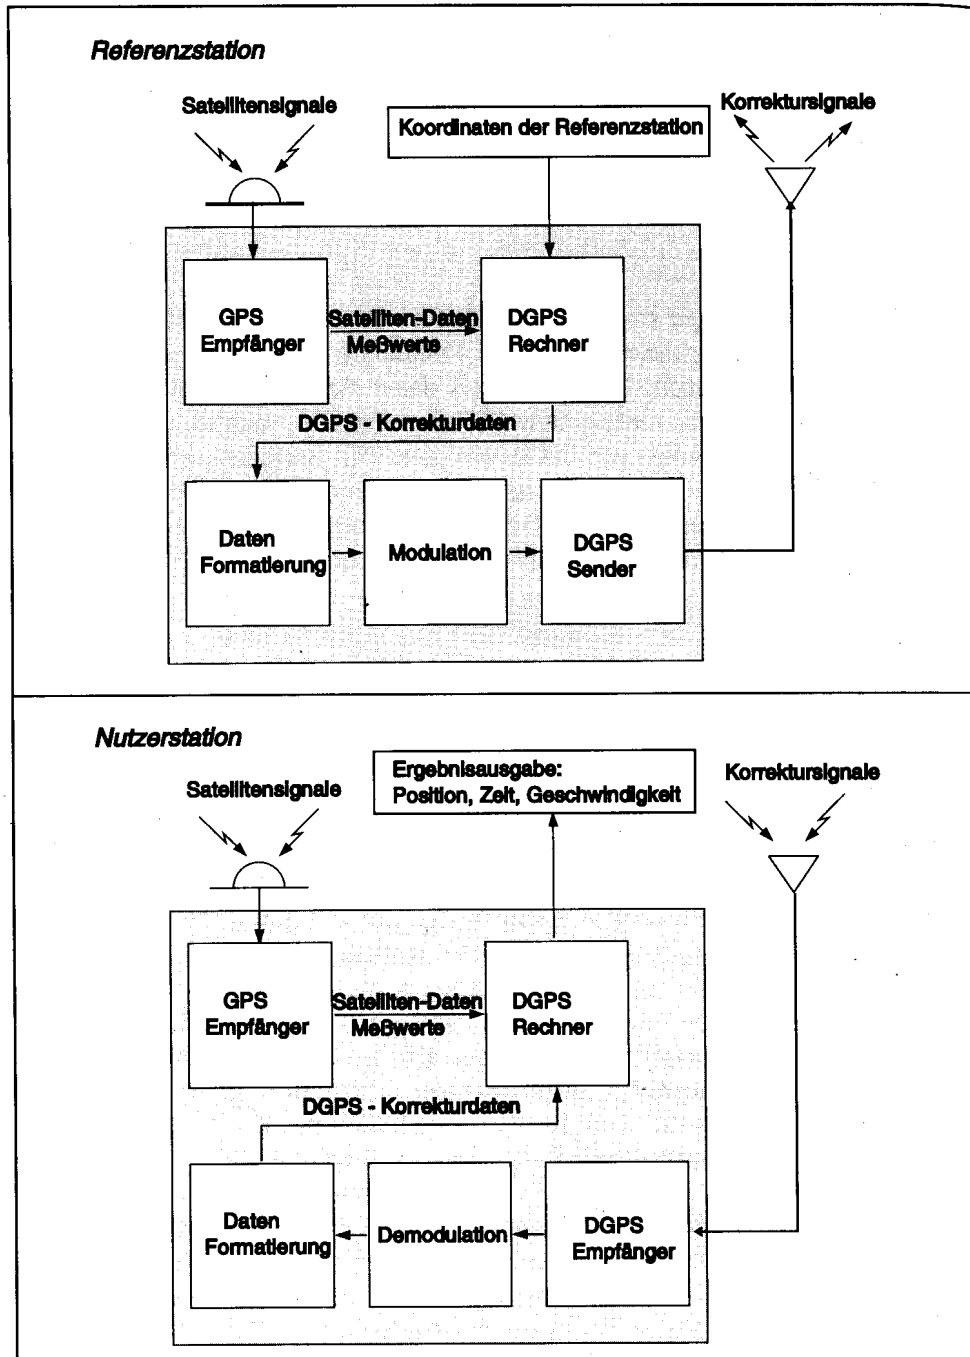 Referenzstation
Satellitensignale
Koordinaten der Referenzstation
Korrektursignale
GPS
Empfänger
Satelliten-Daten
Meßwerte
DGPS
Rechner
DGPS - Korrekturdaten
Daten
Formatierung
Modulation
DGPS
Sender
Nutzerstation
Satellitensignale
Ergebnisausgabe:
Position, Zeit, Geschwindigkeit
Korrektursignale
GPS
Empfänger
Satelliten-Daten
Meßwerte
DGPS
Rechner
DGPS - Korrekturdaten
Daten
Formatierung
Demodulation
DGPS
Empfänger